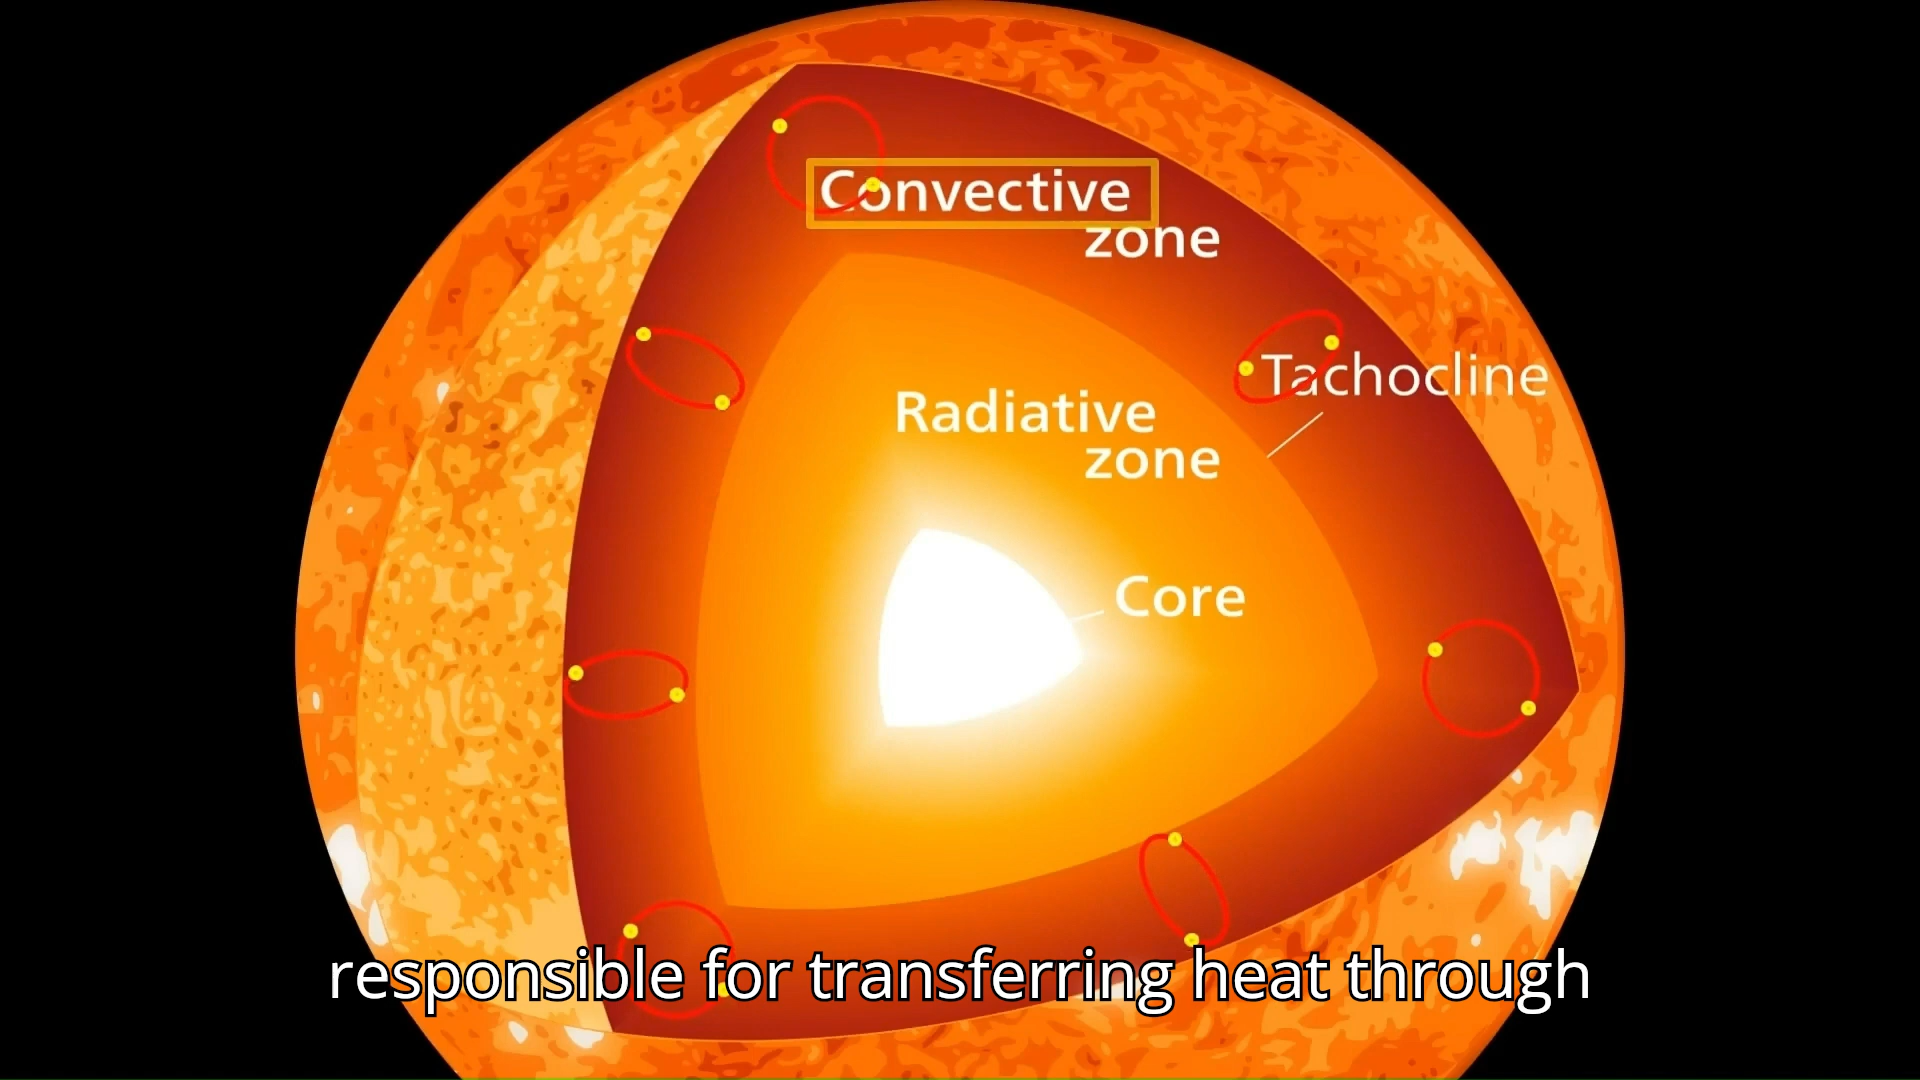 Convective
zone
Tachocline
Radiative
zone
Core
responsible for transferring heat through